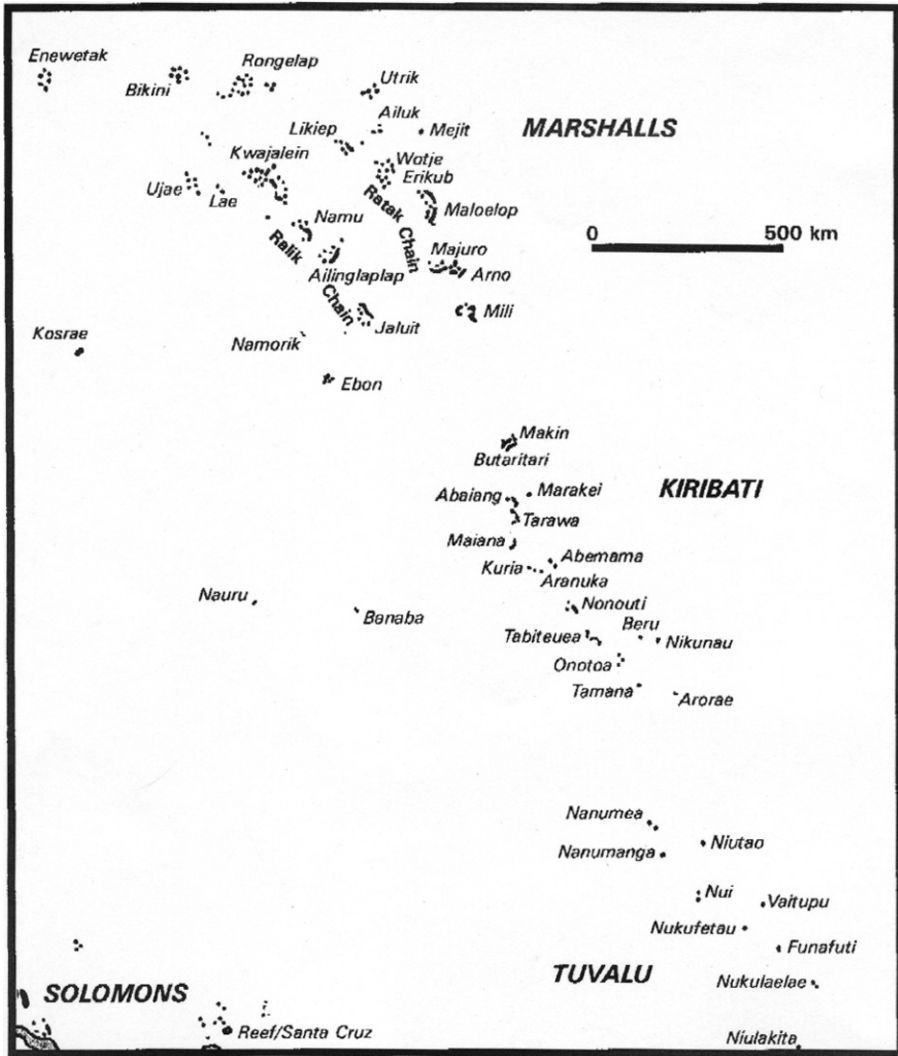 Enewetak
Bikini
Rongelap
Utrik
Ailuk
Likiep
Mejit
MARSHALLS
Kwajalein
Wotje
Erikub
Ujae
Lae
Maloelop
Ratak Chain
Namu
0 500 km
Ralik Chain
Majuro
Arno
Ailinglaplap
Mili
Jaluit
Kosrae
Namorik
Ebon
Makin
Butaritari
Abaiang
Marakei
KIRIBATI
Tarawa
Maiana
Abemama
Kuria
Aranuka
Nauru
Banaba
Nonouti
Beru
Tabiteuea
Nikunau
Onotoa
Tamana
Arorae
Nanumea
Niutao
Nanumanga
Nui
Vaitupu
Nukufetau
Funafuti
TUVALU
Nukulaelae
SOLOMONS
Reef/Santa Cruz
Niulakita